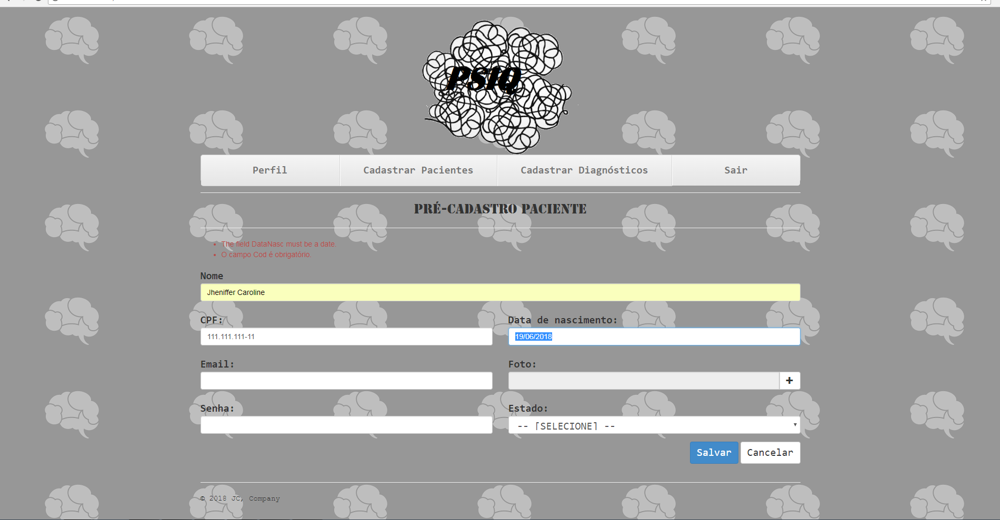 PSIQ
Perfil Cadastrar Pacientes Cadastrar Diagnósticos Sair
PRÉ-CADASTRO PACIENTE
The field DataNasc must be a date.
O campo Cod é obrigatório.
Nome
Jheniffer Caroline
CPF: Data de nascimento:
111.111.111-11 19/06/2018
Email: Foto:
+
Senha: Estado:
-- [SELECIONE] --
Salvar Cancelar
© 2018 JC, Company